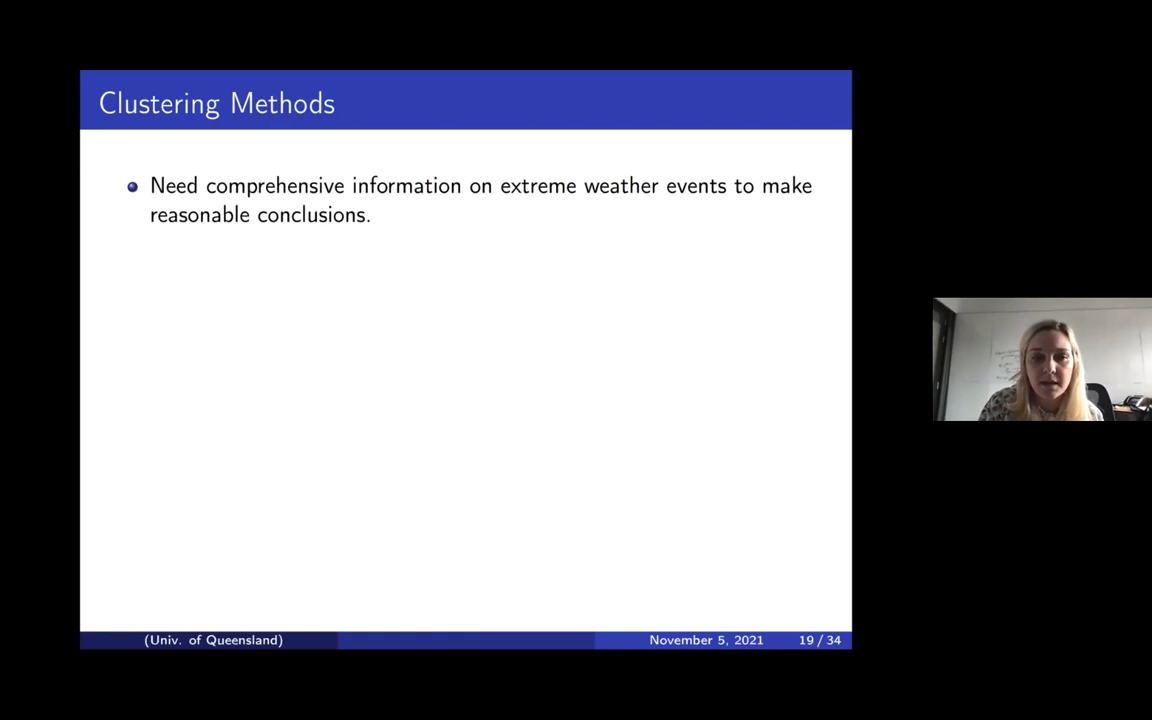 Clustering Methods
Need comprehensive information on extreme weather events to make
reasonable conclusions.
(Univ. of Queensland)
November 5, 2021
19 / 34